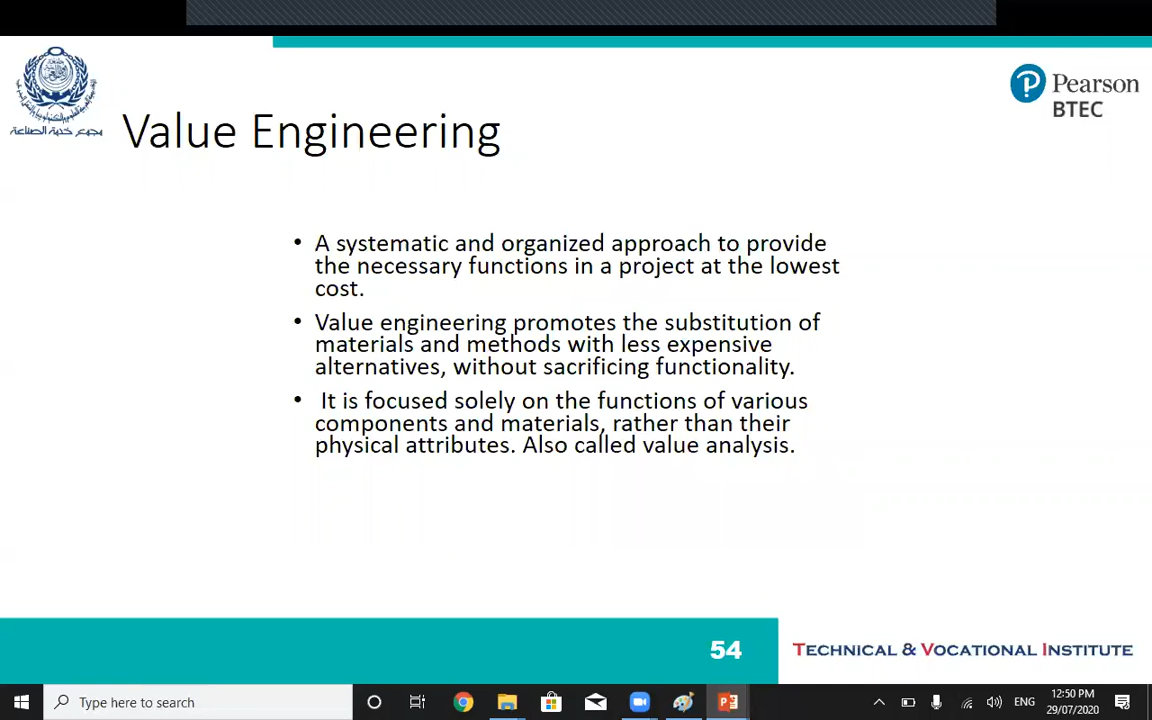 Pearson
BTEC
مجمع خدمة الصناعة
Value Engineering
• A systematic and organized approach to provide
the necessary functions in a project at the lowest
cost.
• Value engineering promotes the substitution of
materials and methods with less expensive
alternatives, without sacrificing functionality.
• It is focused solely on the functions of various
components and materials, rather than their
physical attributes. Also called value analysis.
54
TECHNICAL & VOCATIONAL INSTITUTE
Type here to search
ENG
12:50 PM
29/07/2020